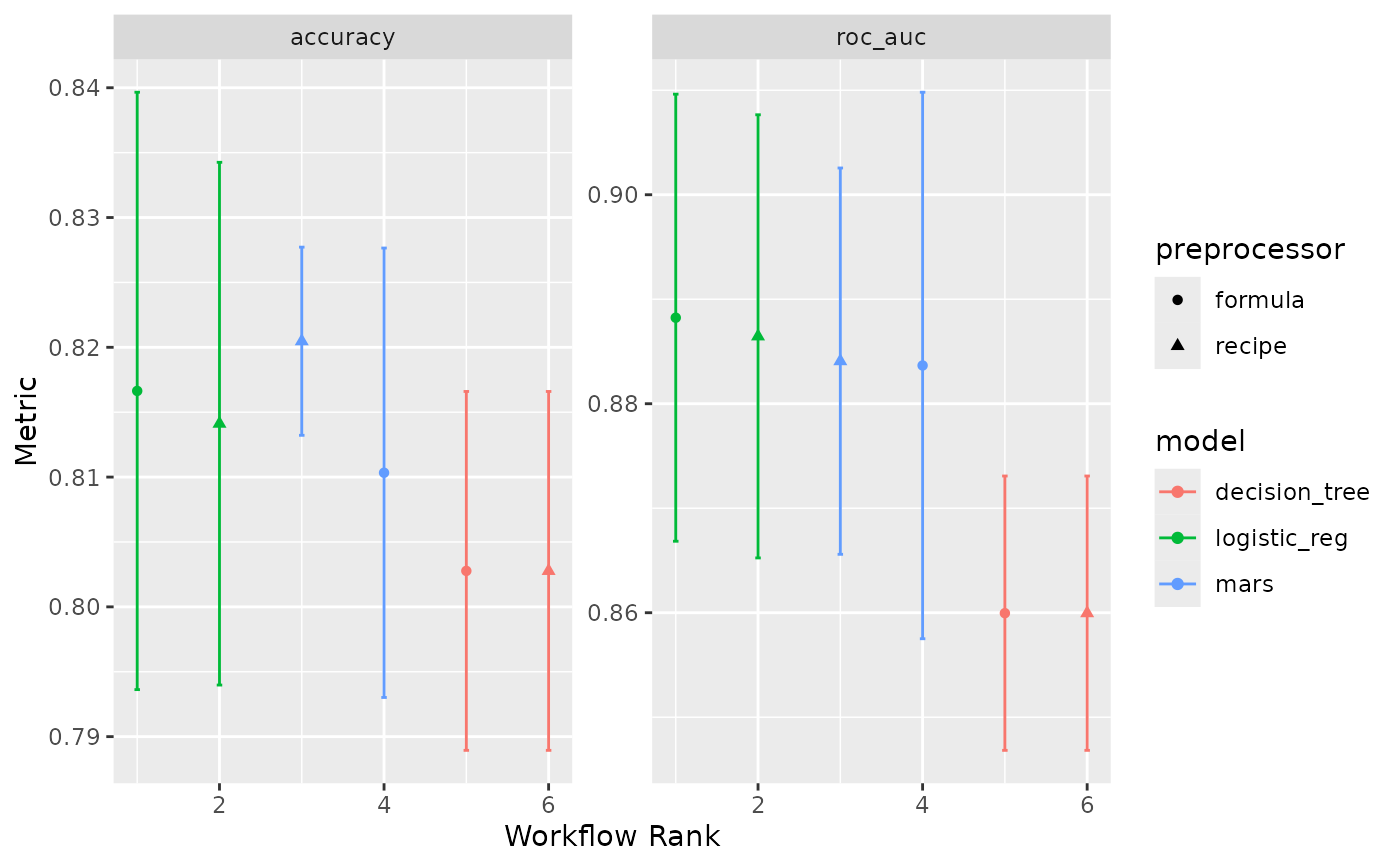 accuracy
roc_auc
Metric
0.84
0.83
0.82
0.81
0.80
0.79
0.90
0.88
0.86
2 4 6
2 4 6
Workflow Rank
preprocessor
formula
recipe
model
decision_tree
logistic_reg
mars